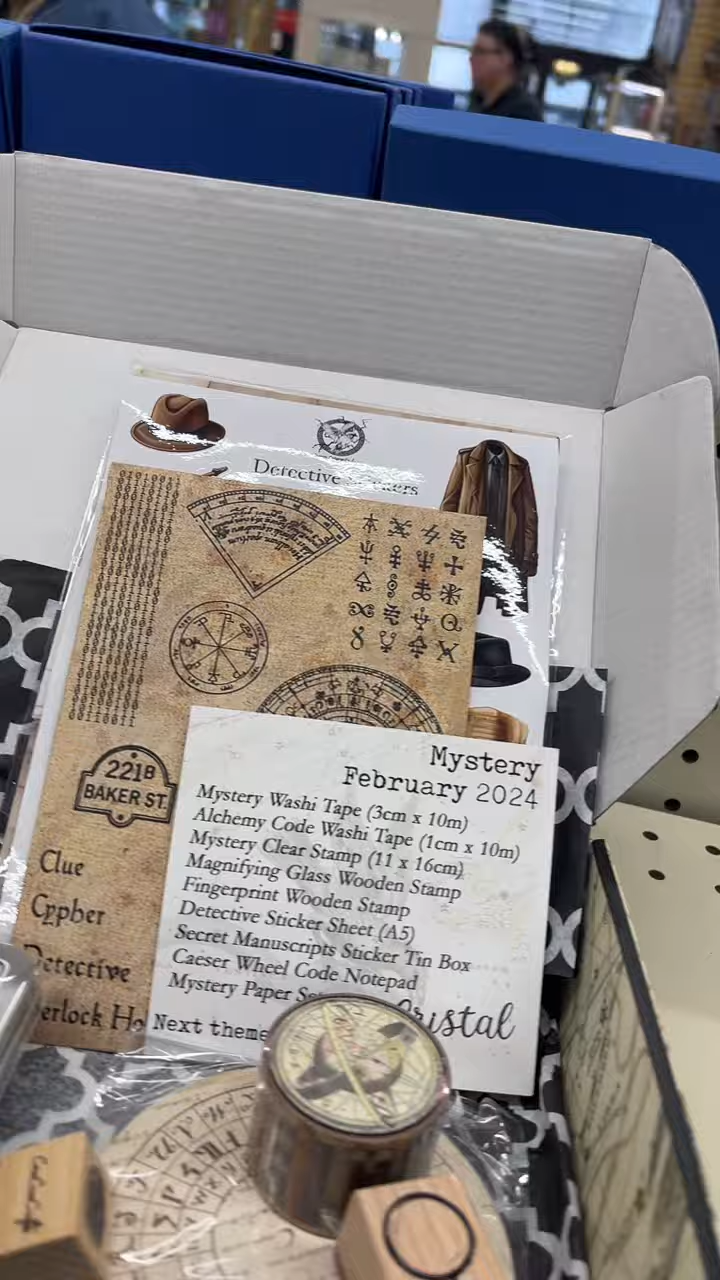 Detective
221B
BAKER ST.
Clue
Cypher
Detective
erlock Ho
Mystery
February 2024
Mystery Washi Tape (3cm x 10m)
Alchemy Code Washi Tape (1cm x 10m)
Mystery Clear Stamp (11 x 16cm)
Magnifying Glass Wooden Stamp
Fingerprint Wooden Stamp
Detective Sticker Sheet (A5)
Secret Manuscripts Sticker Tin Box
Caeser Wheel Code Notepad
Mystery Paper
Next theme